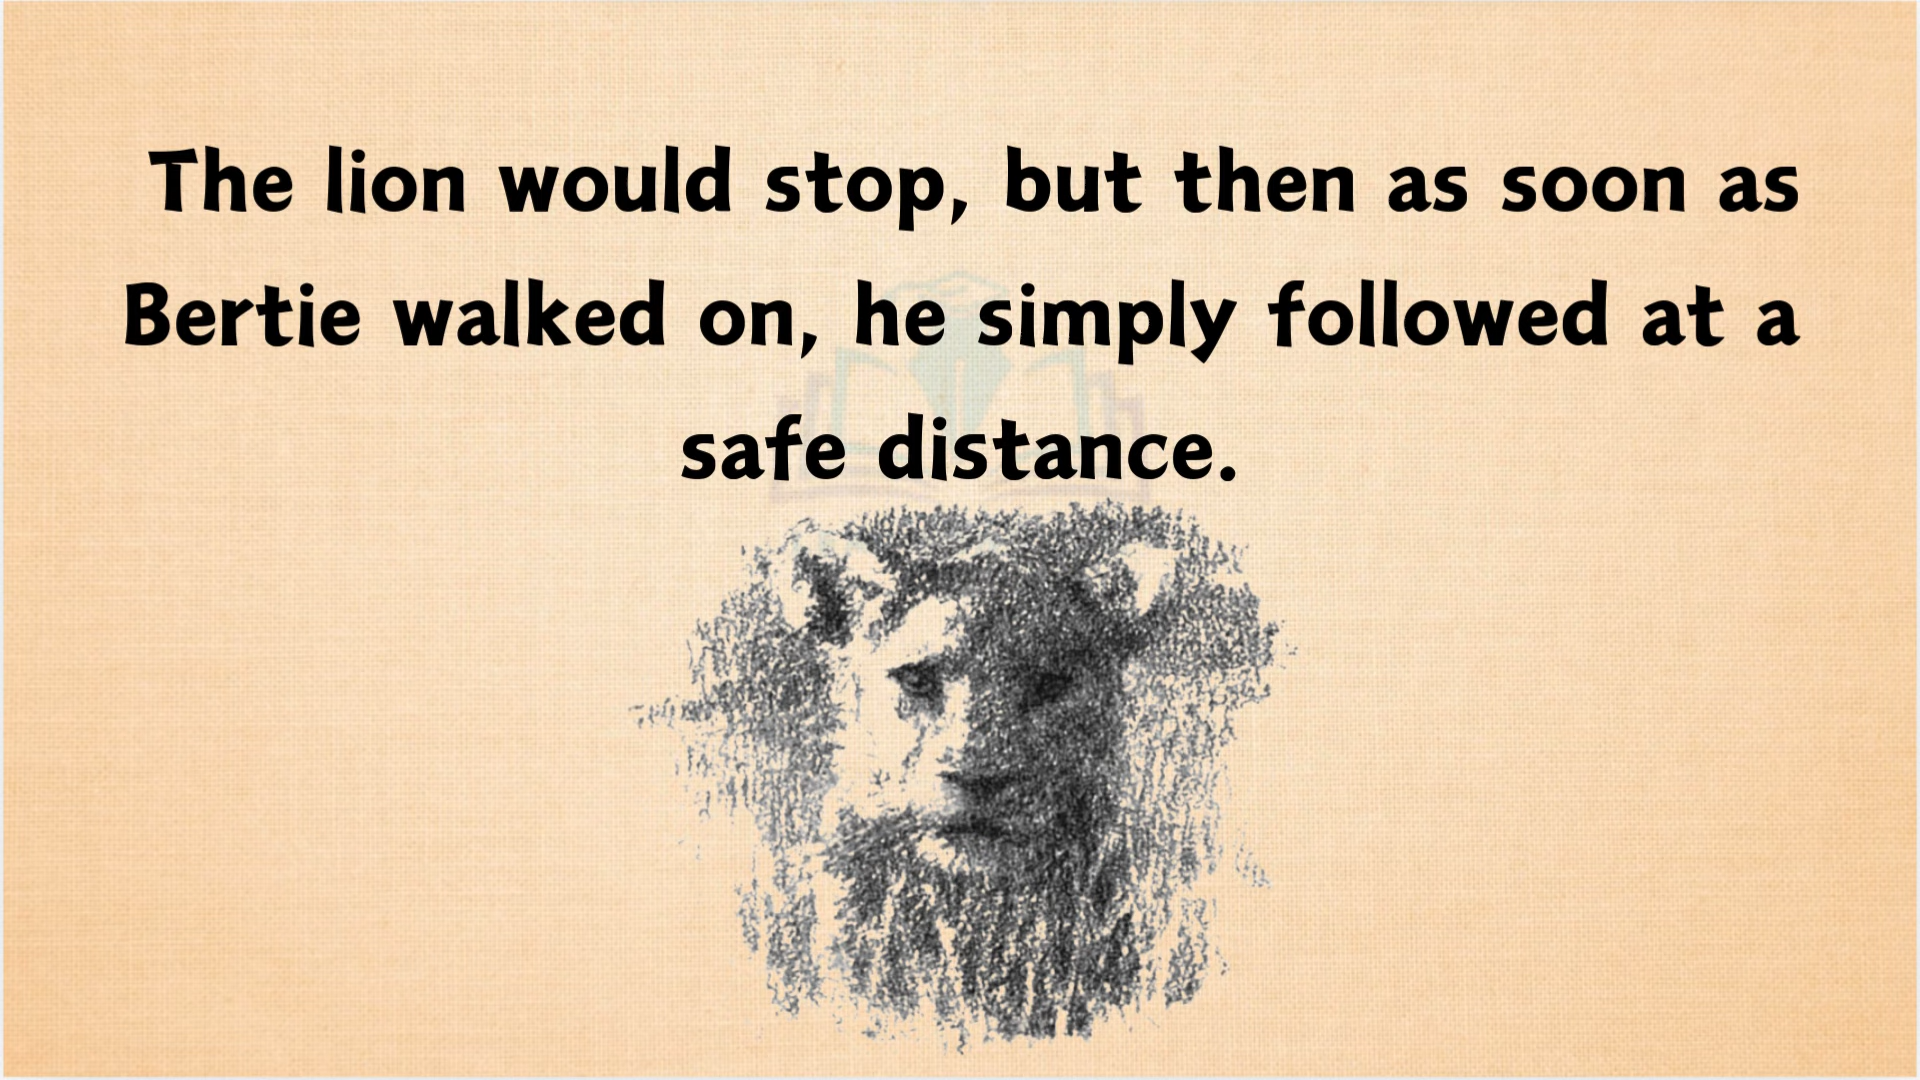 The lion would stop, but then as soon as
Bertie walked on, he simply followed at a
safe distance.